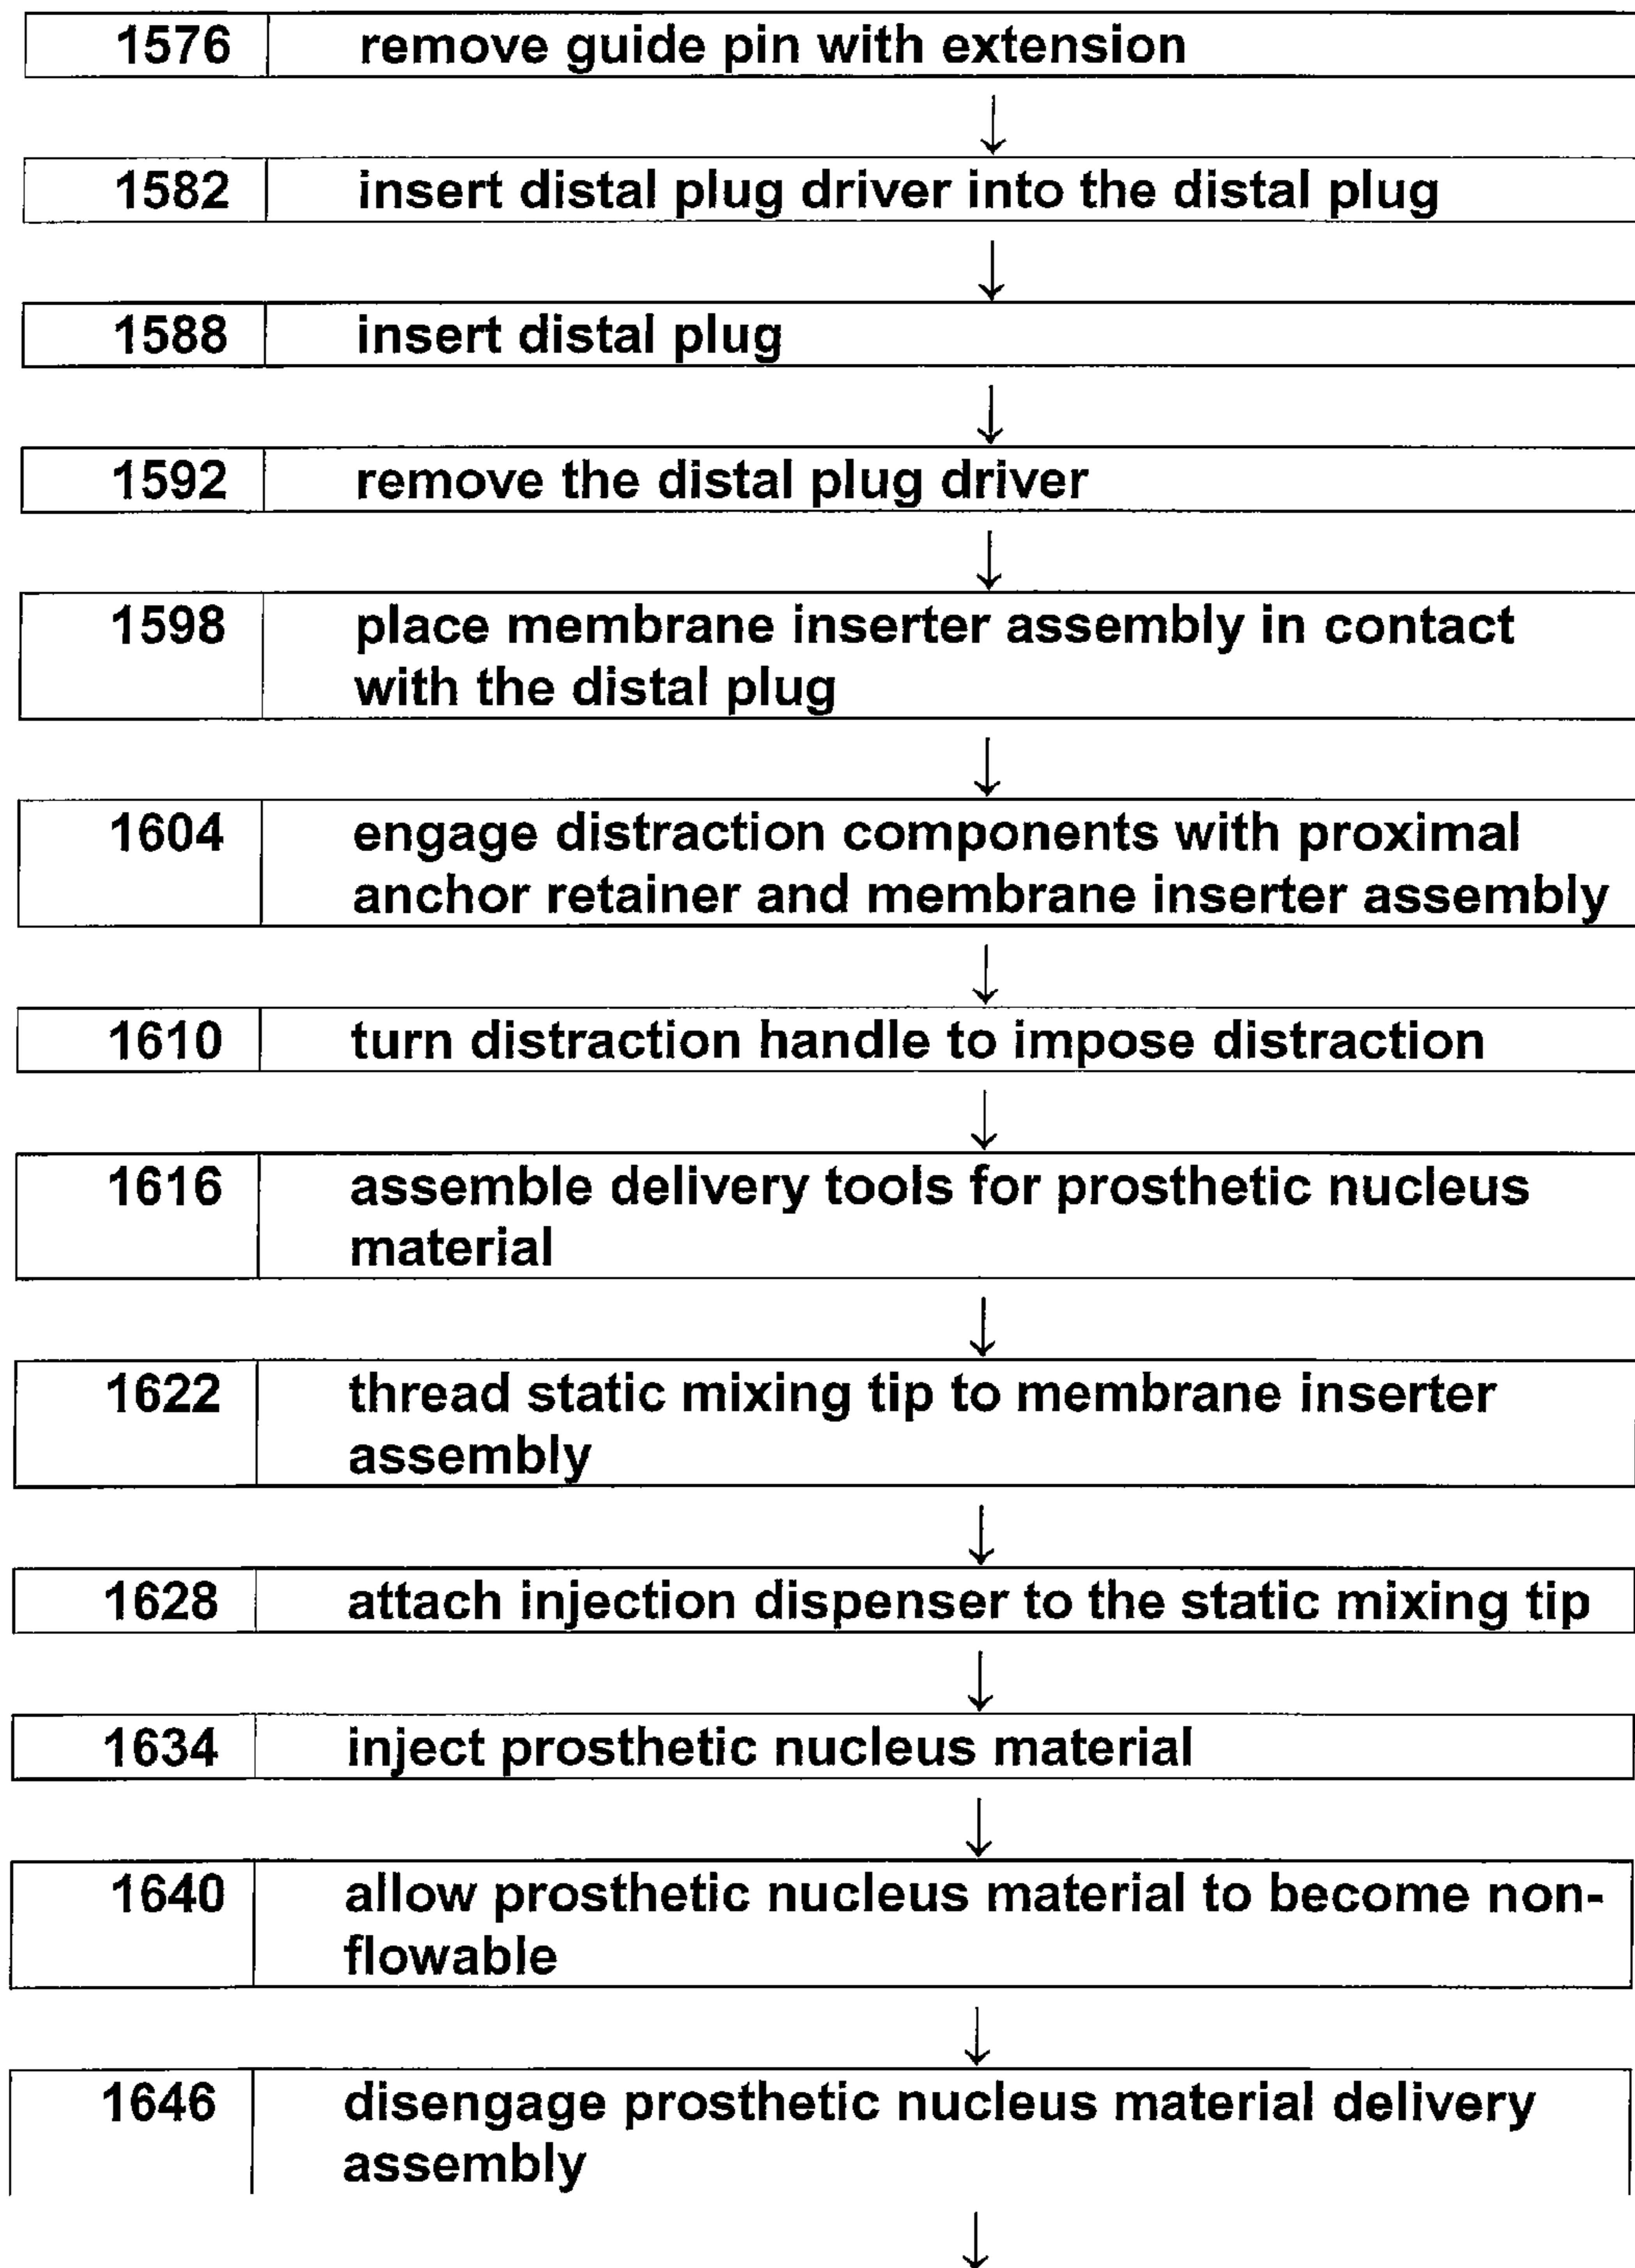 1576 remove guide pin with extension
1582 insert distal plug driver into the distal plug
1588 insert distal plug
1592 remove the distal plug driver
1598 place membrane inserter assembly in contact
with the distal plug
1604 engage distraction components with proximal
anchor retainer and membrane inserter assembly
1610 turn distraction handle to impose distraction
1616 assemble delivery tools for prosthetic nucleus
material
1622 thread static mixing tip to membrane inserter
assembly
1628 attach injection dispenser to the static mixing tip
1634 inject prosthetic nucleus material
1640 allow prosthetic nucleus material to become non-
flowable
1646 disengage prosthetic nucleus material delivery
assembly